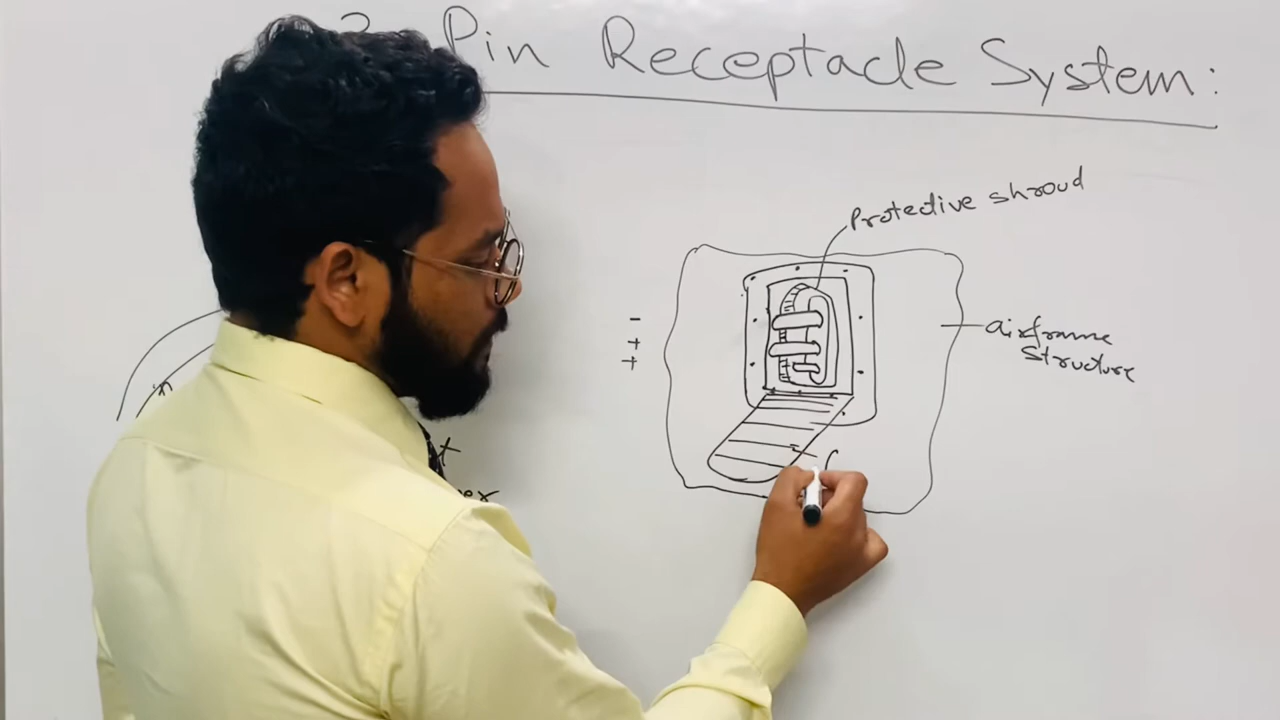 Pin Receptacle System:
Protective shroud
-
+
+
airframe
structure